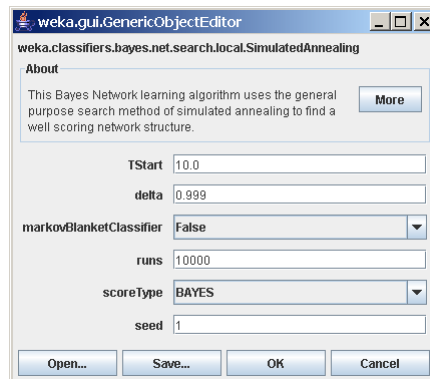 weka.gui.GenericObjectEditor
weka.classifiers.bayes.net.search.local.SimulatedAnnealing
About
This Bayes Network learning algorithm uses the general
purpose search method of simulated annealing to find a
well scoring network structure.
More
TStart 10.0
delta 0.999
markovBlanketClassifier False
runs 10000
scoreType BAYES
seed 1
Open... Save... OK Cancel